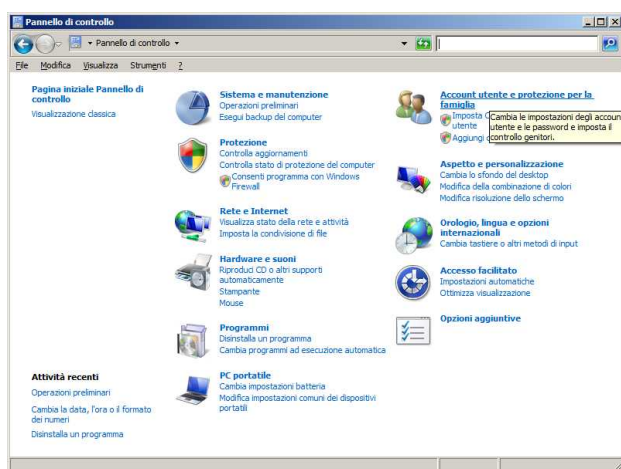 Pannello di controllo
Pannello di controllo
File Modifica Visualizza Strumenti ?
Pagina iniziale Pannello di
controllo
Visualizzazione classica
Attività recenti
Operazioni preliminari
Cambia la data, l'ora o il formato
dei numeri
Disinstalla un programma
Sistema e manutenzione
Operazioni preliminari
Esegui backup del computer
Protezione
Controlla aggiornamenti
Controlla stato di protezione del computer
Consenti programma con Windows
Firewall
Rete e Internet
Visualizza stato della rete e attività
Imposta la condivisione di file
Hardware e suoni
Riproduci CD o altri supporti
automaticamente
Stampante
Mouse
Programmi
Disinstalla un programma
Cambia programmi ad esecuzione automatica
PC portatile
Cambia impostazioni batteria
Modifica impostazioni comuni dei dispositivi
portatili
Account utente e protezione per la
famiglia
Imposta
utente
Aggiungi
Cambia le impostazioni degli accoun
utente e le password e imposta il
controllo genitori.
Aspetto e personalizzazione
Cambia lo sfondo del desktop
Modifica della combinazione di colori
Modifica risoluzione dello schermo
Orologio, lingua e opzioni
internazionali
Cambia tastiere o altri metodi di input
Accesso facilitato
Impostazioni automatiche
Ottimizza visualizzazione
Opzioni aggiuntive